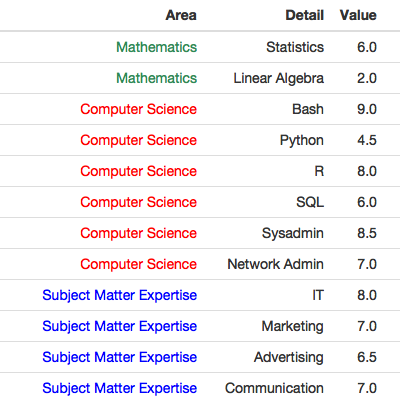 Area Detail Value
Mathematics Statistics 6.0
Mathematics Linear Algebra 2.0
Computer Science Bash 9.0
Computer Science Python 4.5
Computer Science R 8.0
Computer Science SQL 6.0
Computer Science Sysadmin 8.5
Computer Science Network Admin 7.0
Subject Matter Expertise IT 8.0
Subject Matter Expertise Marketing 7.0
Subject Matter Expertise Advertising 6.5
Subject Matter Expertise Communication 7.0